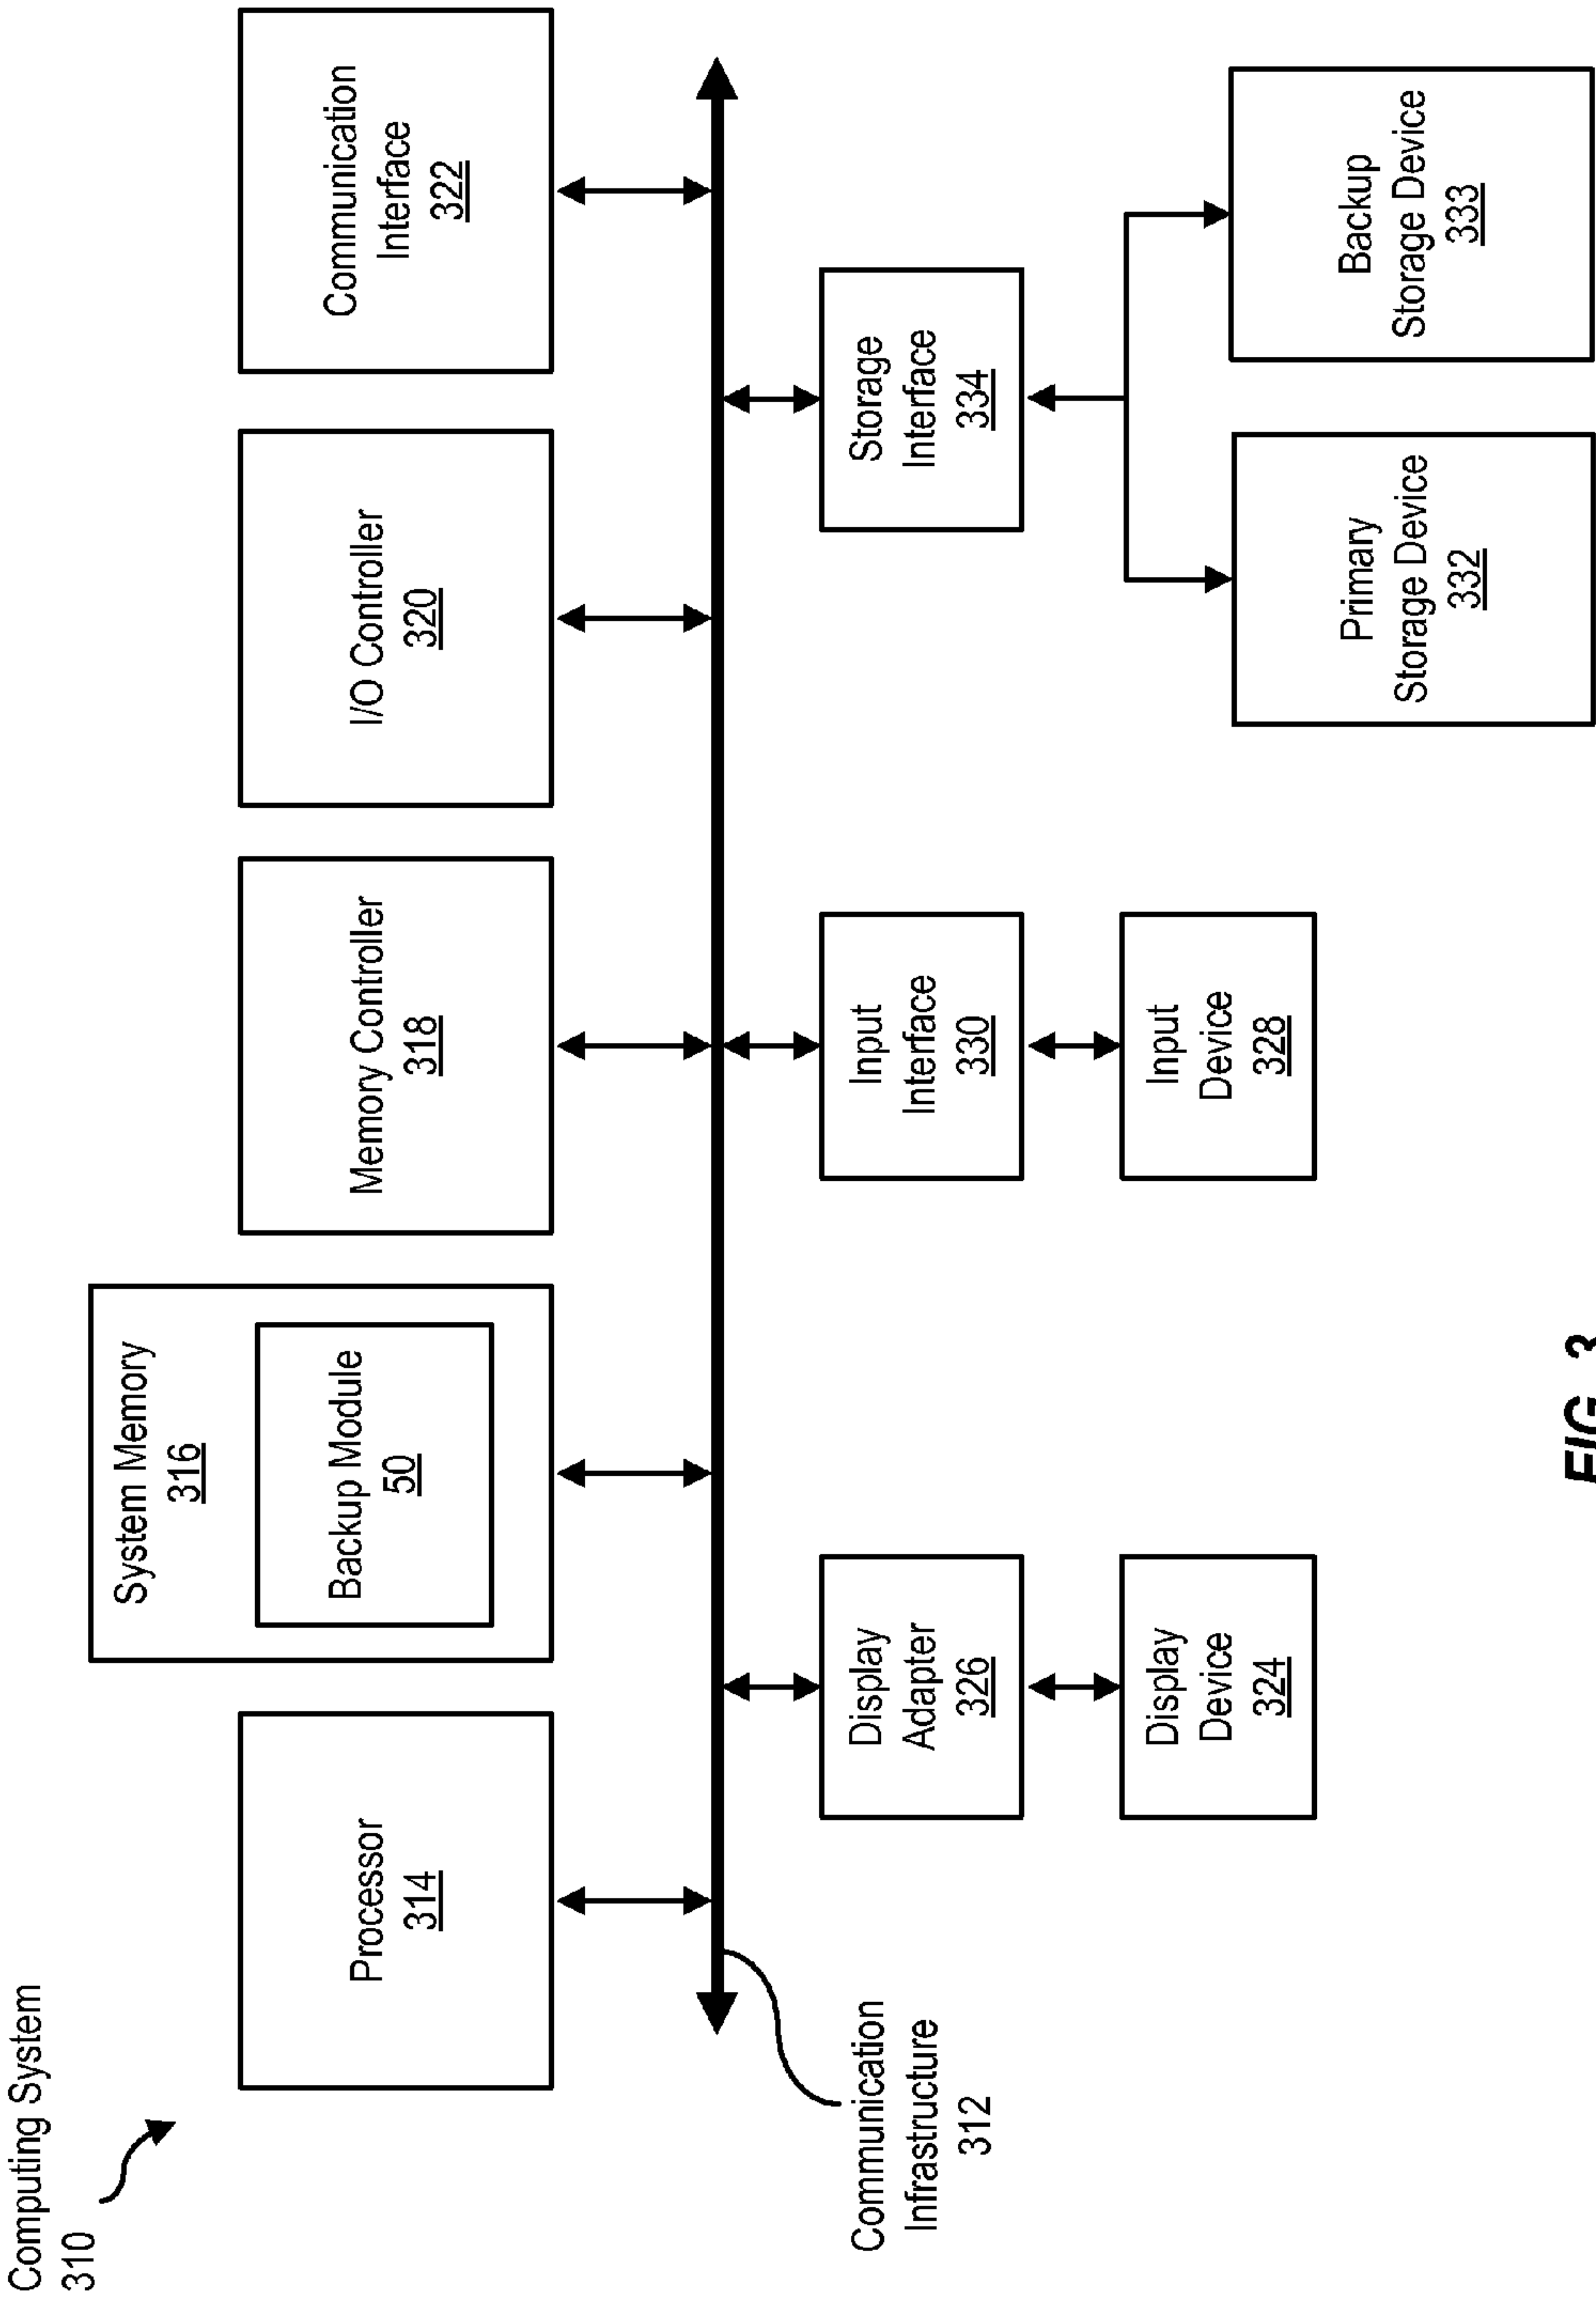 Computing System
310
Processor
314
System Memory
316
Backup Module
50
Memory Controller
318
I/O Controller
320
Communication
Interface
322
Communication
Infrastructure
312
Display
Adapter
326
Input
Interface
330
Storage
Interface
334
Display
Device
324
Input
Device
328
Primary
Storage Device
332
Backup
Storage Device
333
FIG. 3